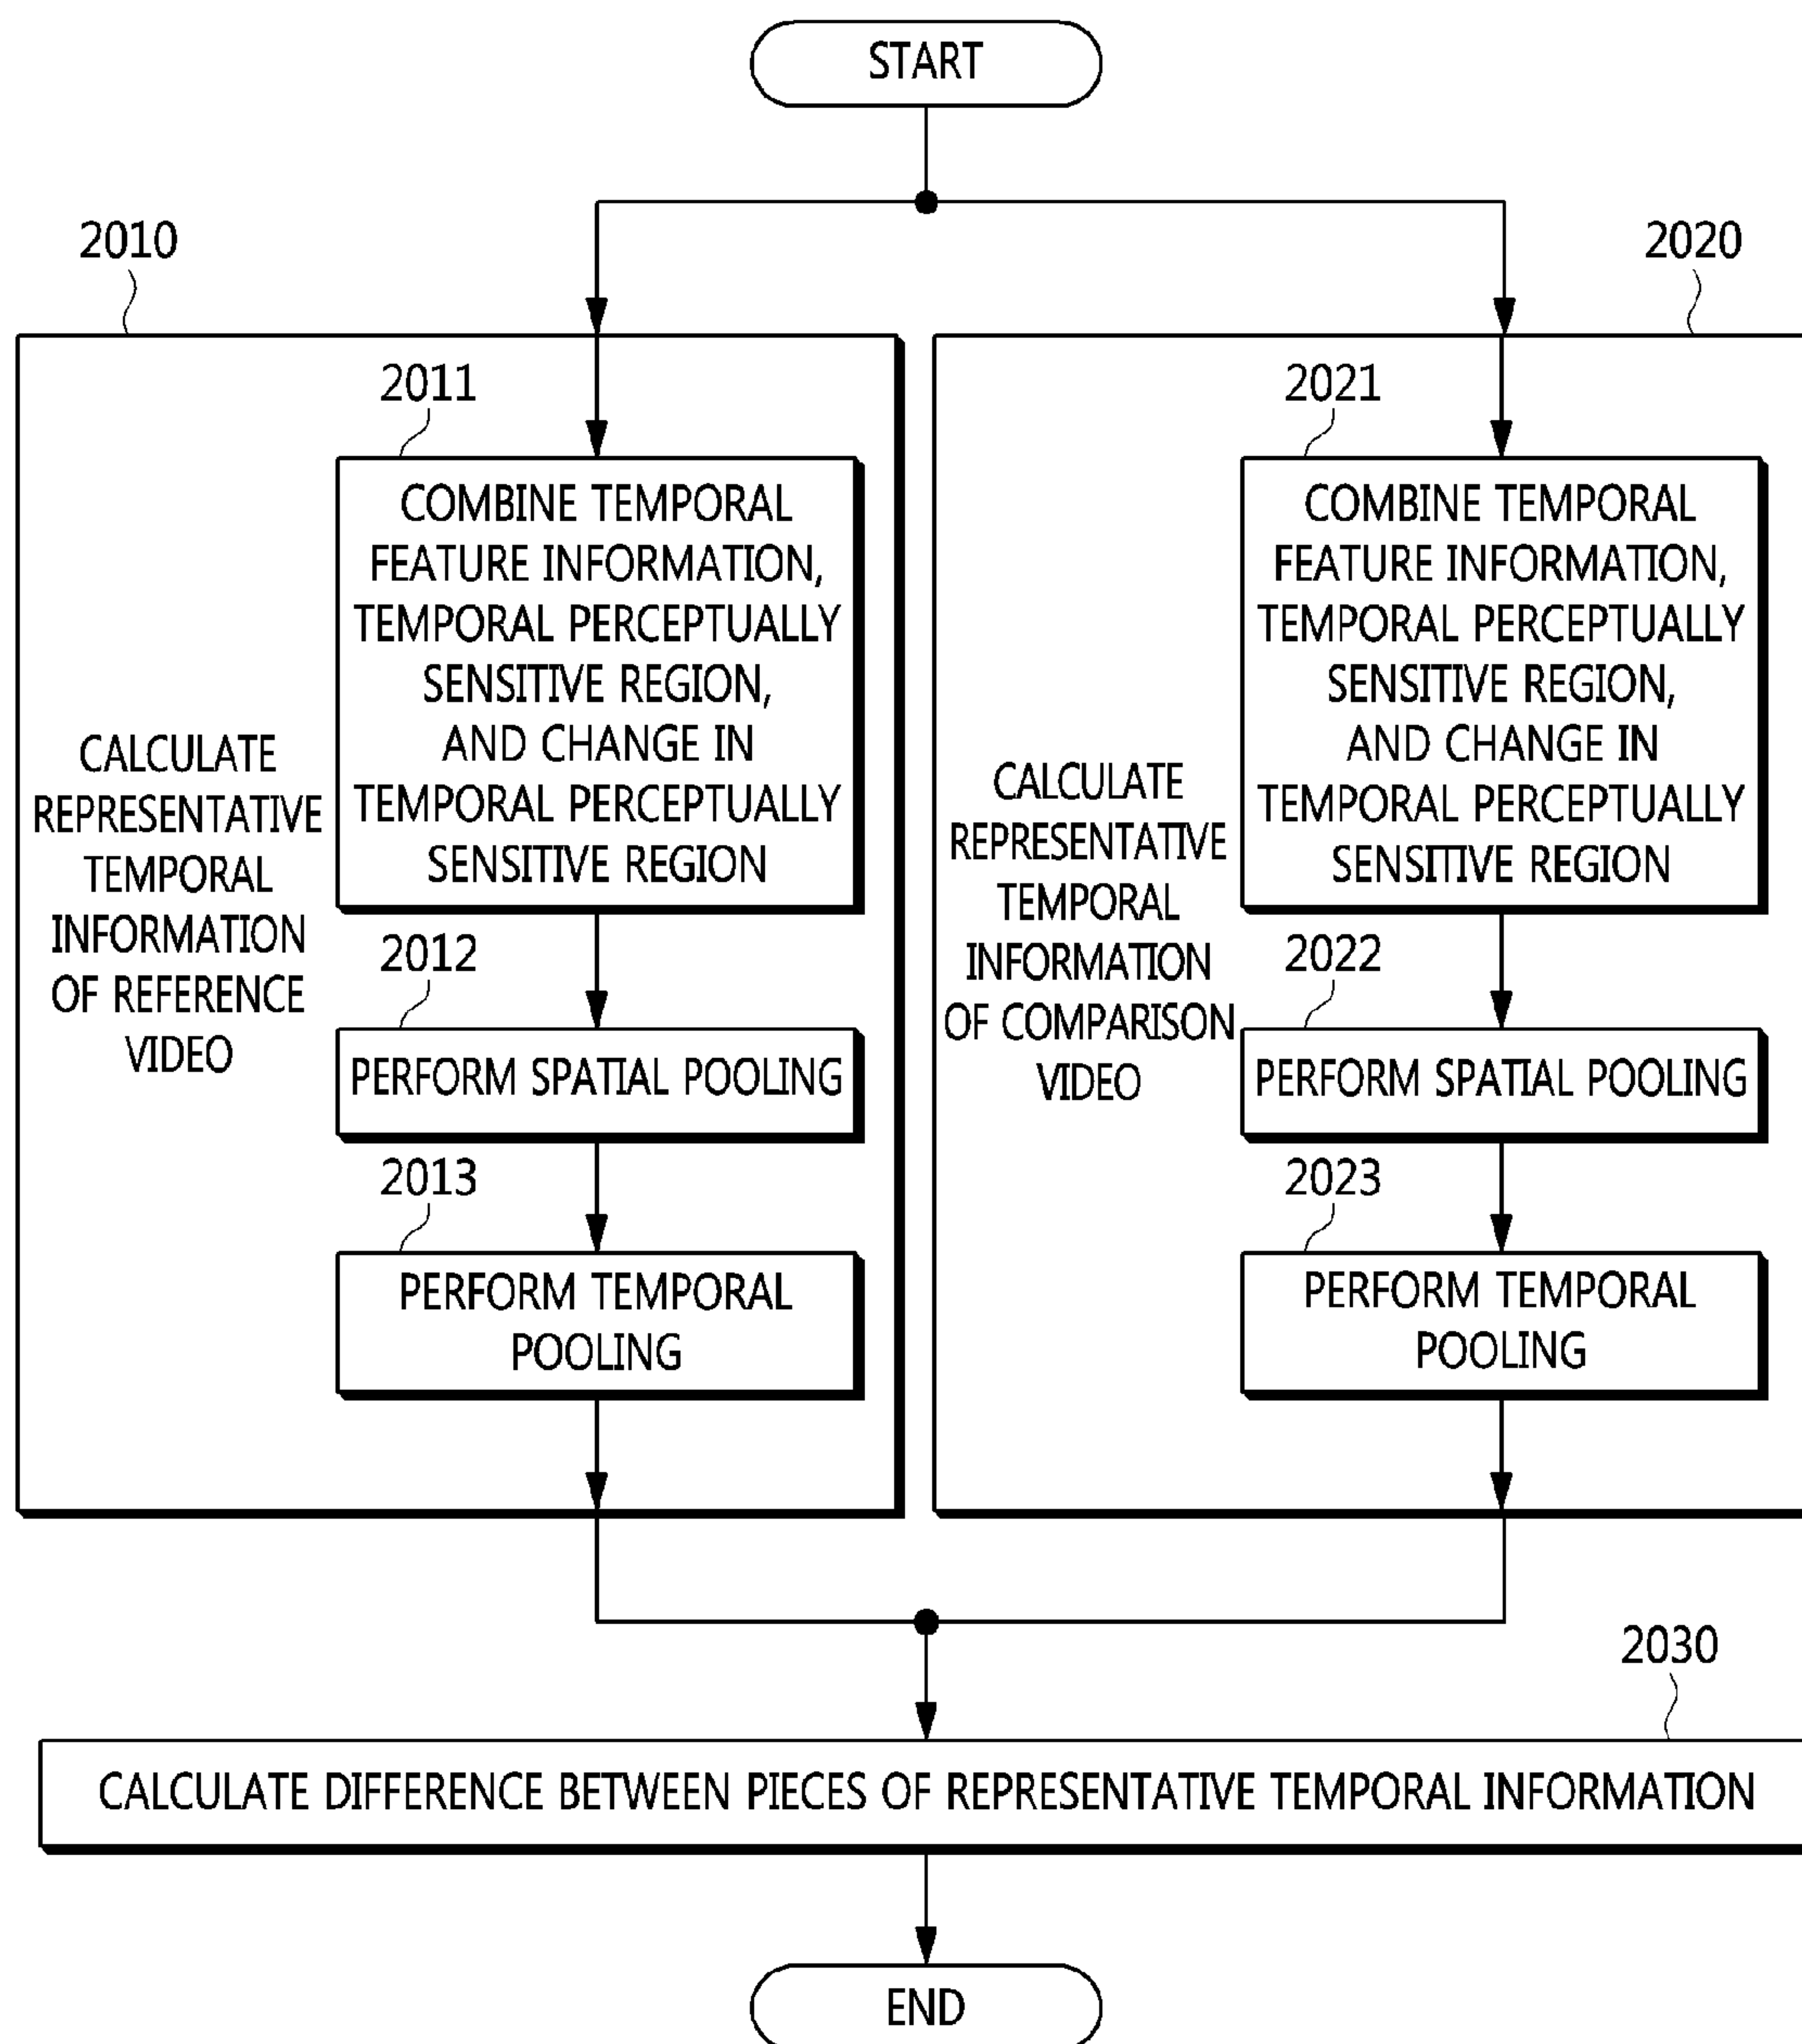 START
2010
2020
2011
COMBINE TEMPORAL
FEATURE INFORMATION,
TEMPORAL PERCEPTUALLY
SENSITIVE REGION,
AND CHANGE IN
TEMPORAL PERCEPTUALLY
SENSITIVE REGION
CALCULATE
REPRESENTATIVE
TEMPORAL
INFORMATION
OF REFERENCE
VIDEO
2012
PERFORM SPATIAL POOLING
2013
PERFORM TEMPORAL
POOLING
2021
COMBINE TEMPORAL
FEATURE INFORMATION,
TEMPORAL PERCEPTUALLY
SENSITIVE REGION,
AND CHANGE IN
TEMPORAL PERCEPTUALLY
SENSITIVE REGION
CALCULATE
REPRESENTATIVE
TEMPORAL
INFORMATION
OF COMPARISON
VIDEO
2022
PERFORM SPATIAL POOLING
2023
PERFORM TEMPORAL
POOLING
2030
CALCULATE DIFFERENCE BETWEEN PIECES OF REPRESENTATIVE TEMPORAL INFORMATION
END